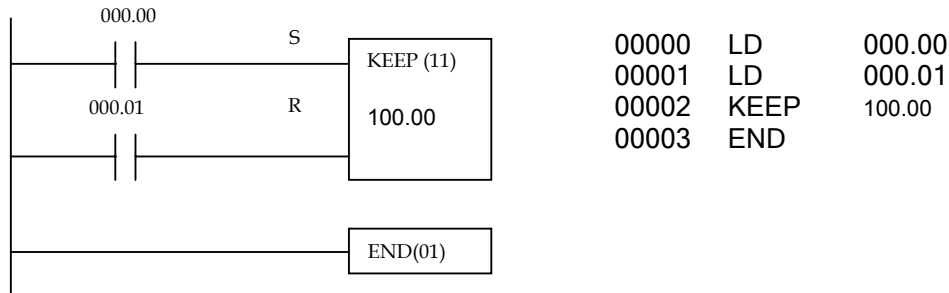 000.00
S
KEEP (11)
000.01
R
100.00
END(01)
00000 LD 000.00
00001 LD 000.01
00002 KEEP 100.00
00003 END